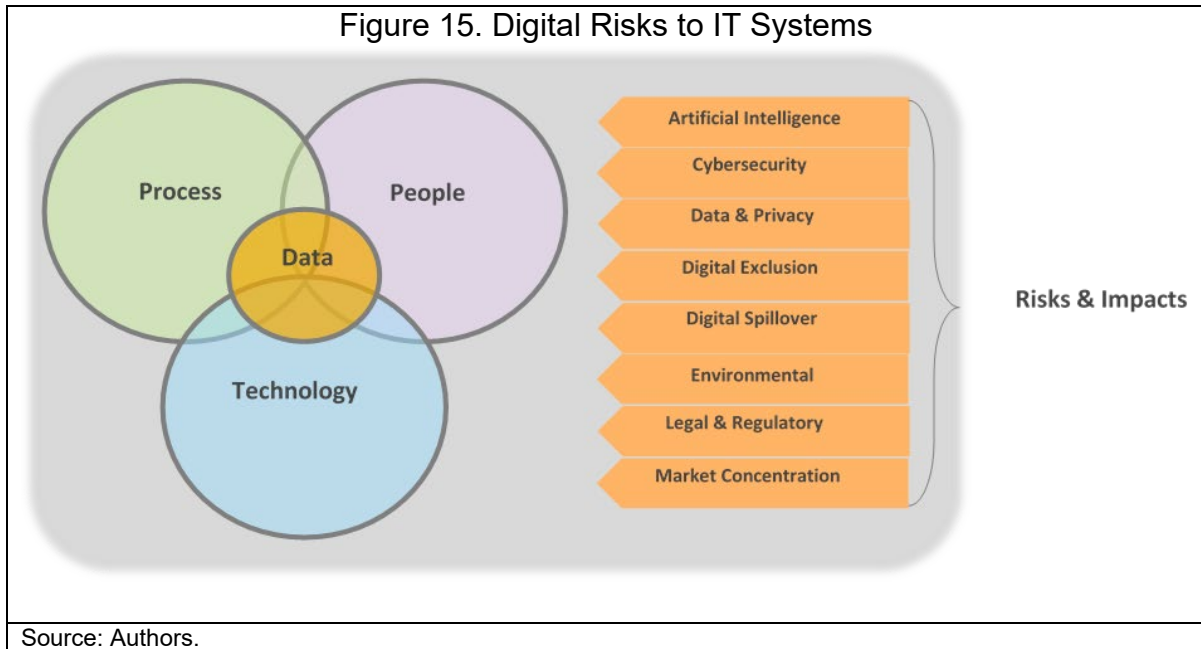 Figure 15. Digital Risks to IT Systems
Process
People
Data
Technology
Artificial Intelligence
Cybersecurity
Data & Privacy
Digital Exclusion
Digital Spillover
Environmental
Legal & Regulatory
Market Concentration
Risks & Impacts
Source: Authors.